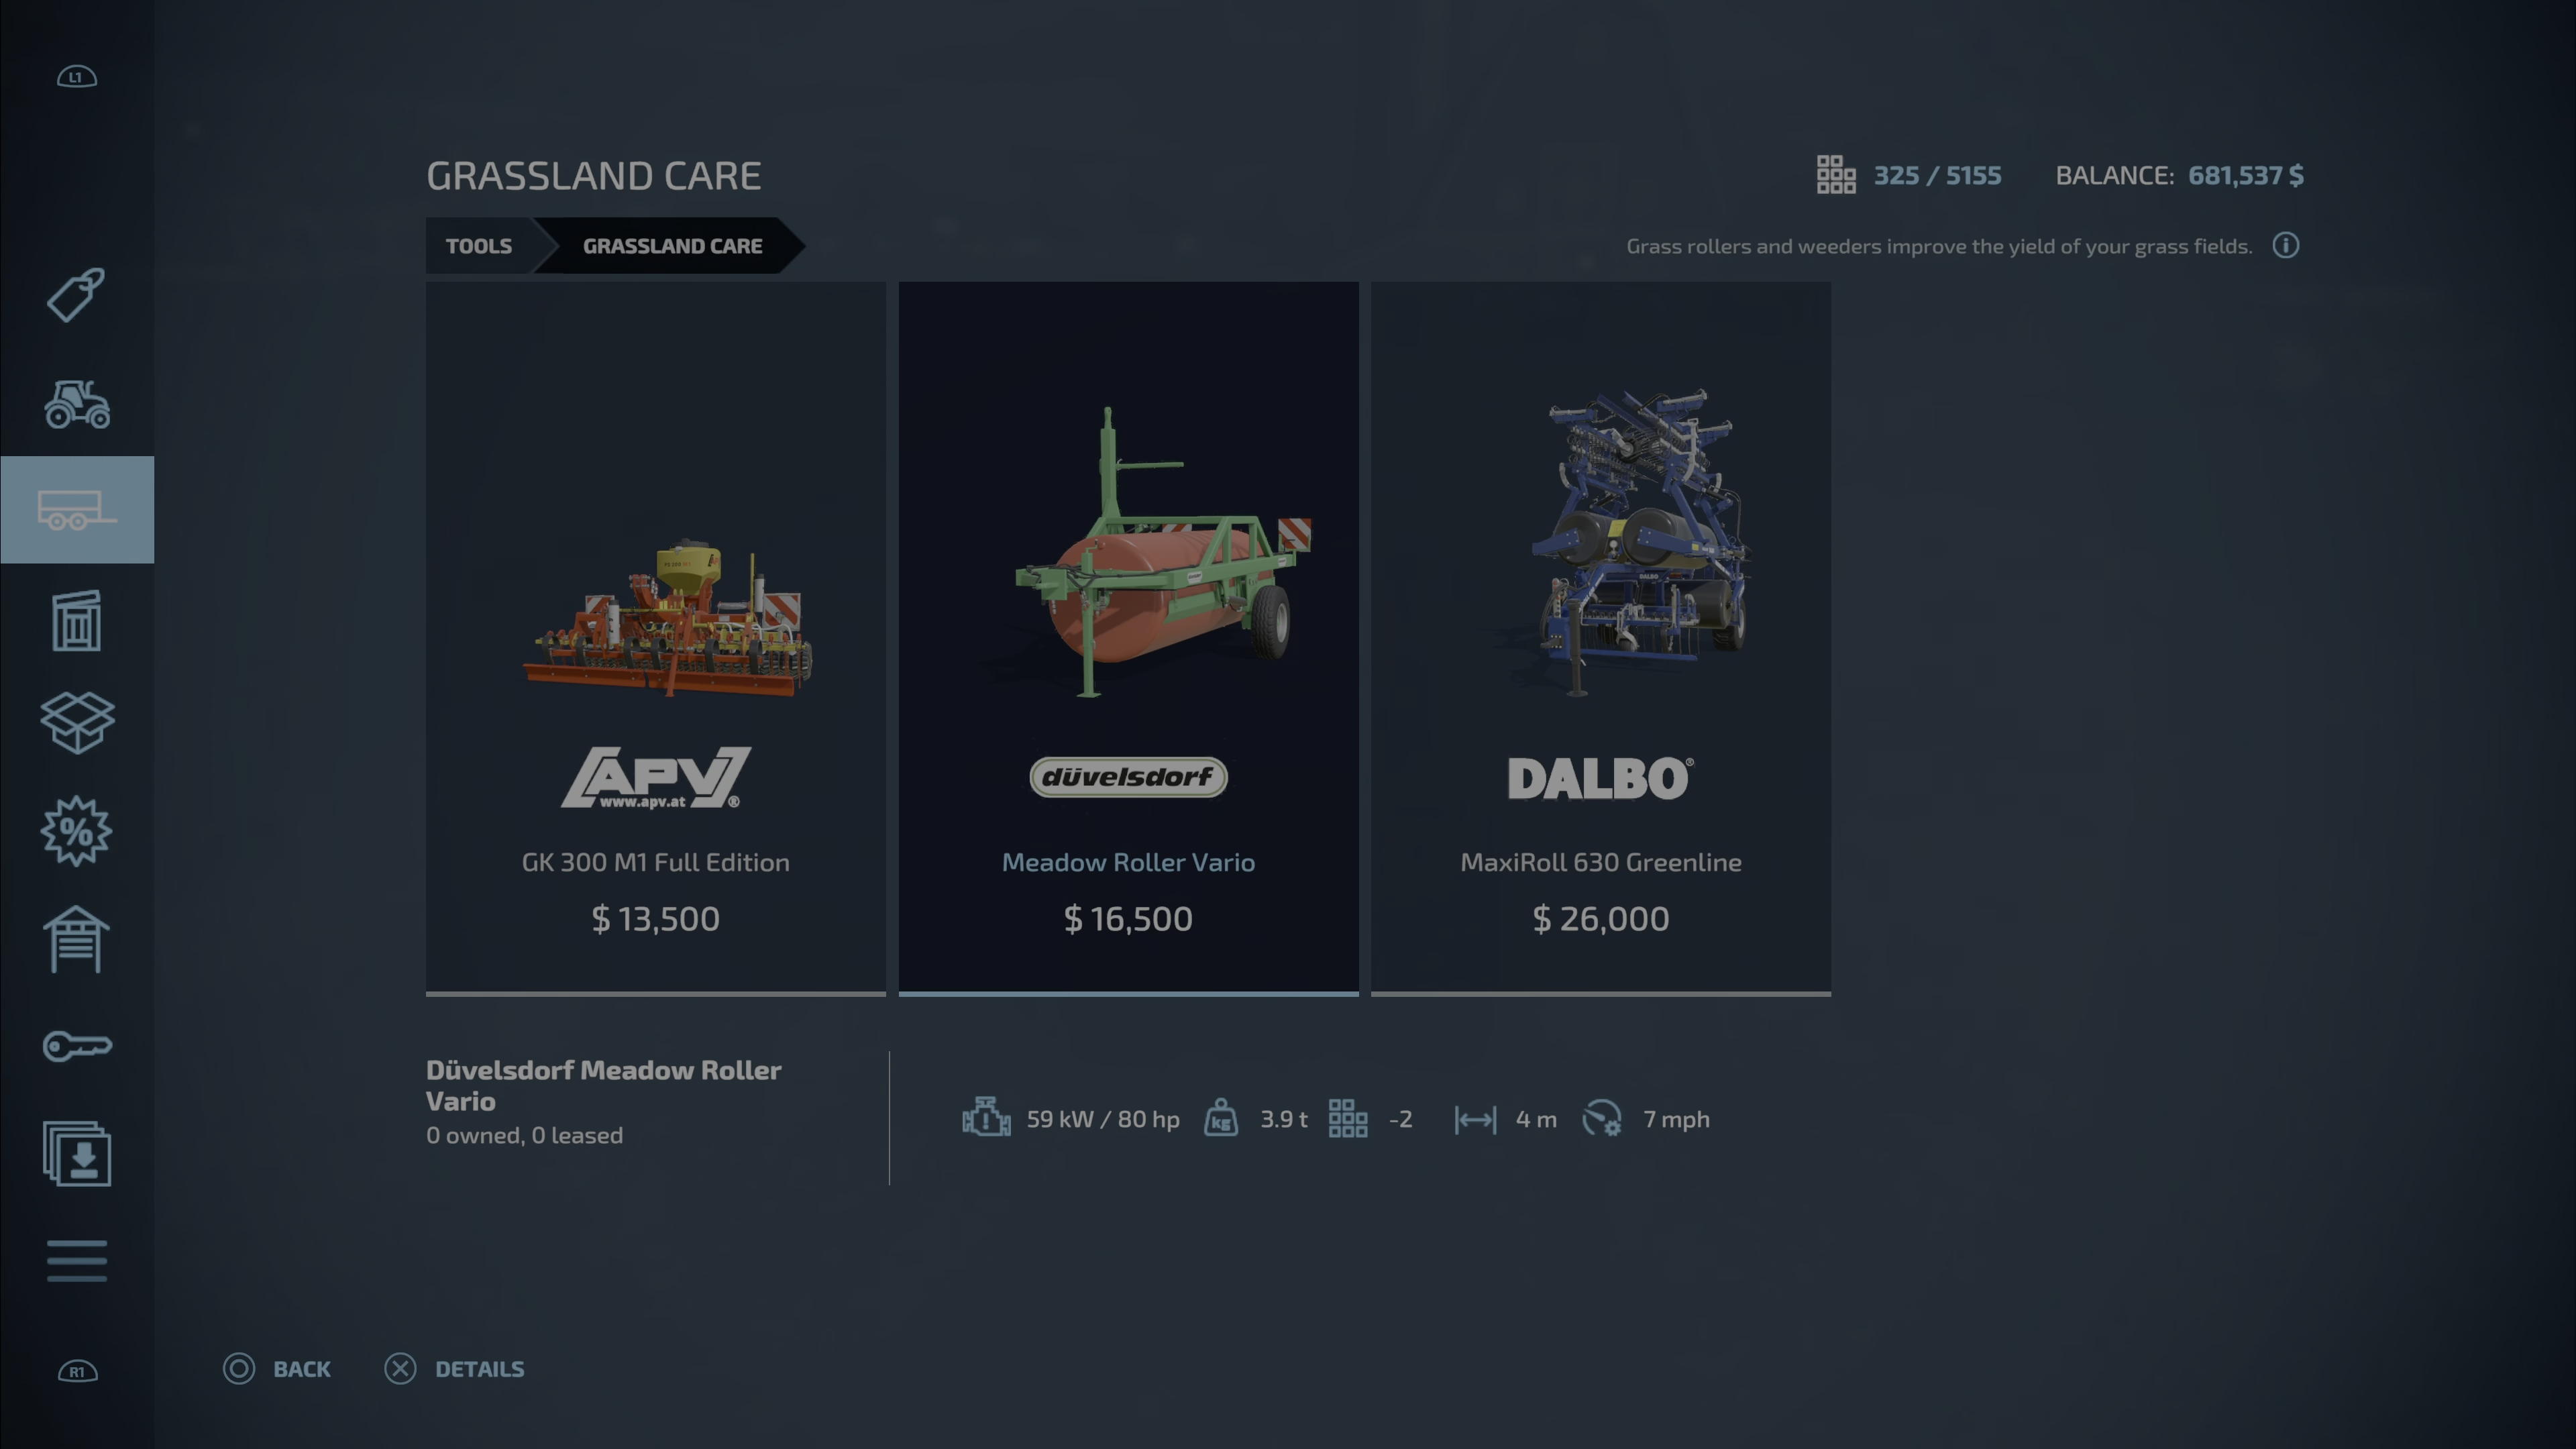 L1
GRASSLAND CARE
325 / 5155
BALANCE: 681,537 $
TOOLS
GRASSLAND CARE
Grass rollers and weeders improve the yield of your grass fields.
APV
www.apv.at ®
GK 300 M1 Full Edition
$ 13,500
düvelsdorf
Meadow Roller Vario
$ 16,500
DALBO®
MaxiRoll 630 Greenline
$ 26,000
Düvelsdorf Meadow Roller
Vario
0 owned, 0 leased
59 kW / 80 hp
kg
3.9 t
-2
4 m
7 mph
R1
BACK
DETAILS